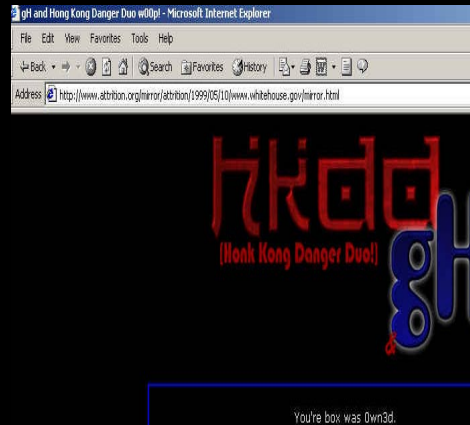 gH and Hong Kong Danger Duo w00p! - Microsoft Internet Explorer
File Edit View Favorites Tools Help
Back Search Favorites History
Address http://www.attrition.org/mirror/attrition/1999/05/10/www.whitehouse.gov/mirror.html
hkdd
(Honk Kong Danger Duo!)
& gH
You're box was 0wn3d.